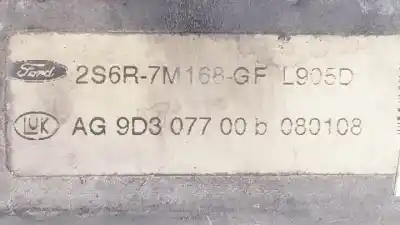 Ford 2S6R-7M168-GF L905D
LUK AG 9D3 077 00 b 080108